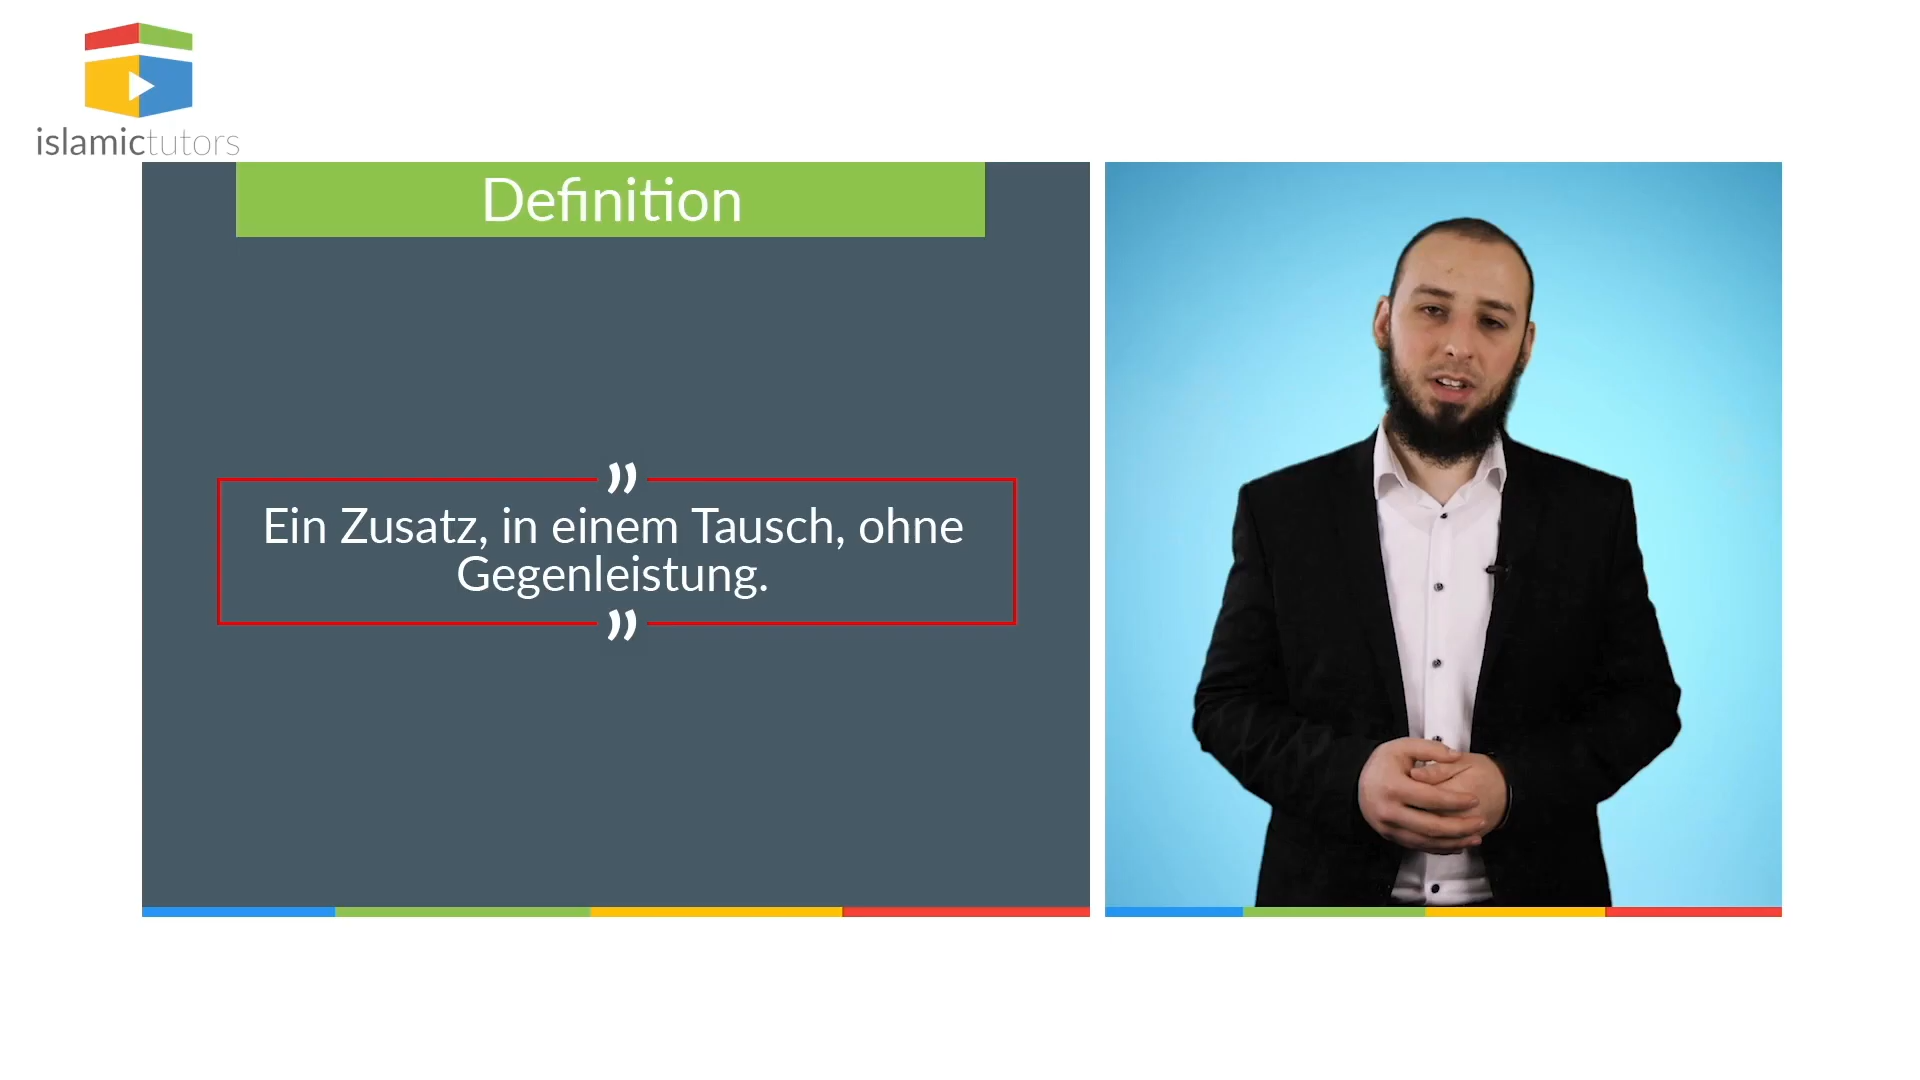 islamictutors
Definition
”
Ein Zusatz, in einem Tausch, ohne
Gegenleistung.
”